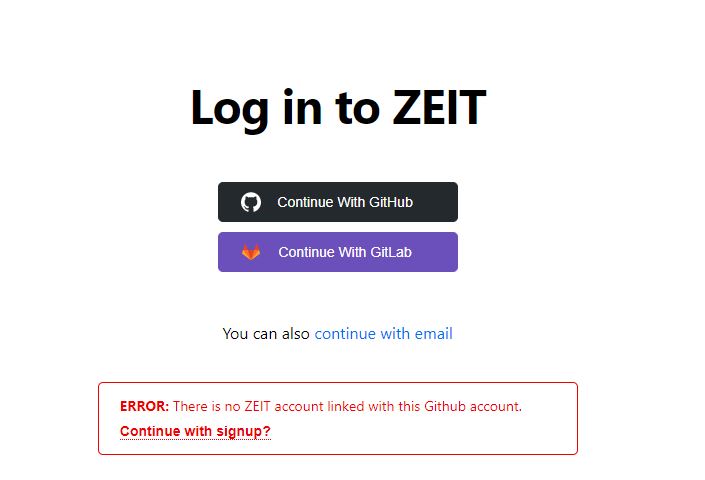 Log in to ZEIT
Continue With GitHub
Continue With GitLab
You can also continue with email
ERROR: There is no ZEIT account linked with this Github account.
Continue with signup?